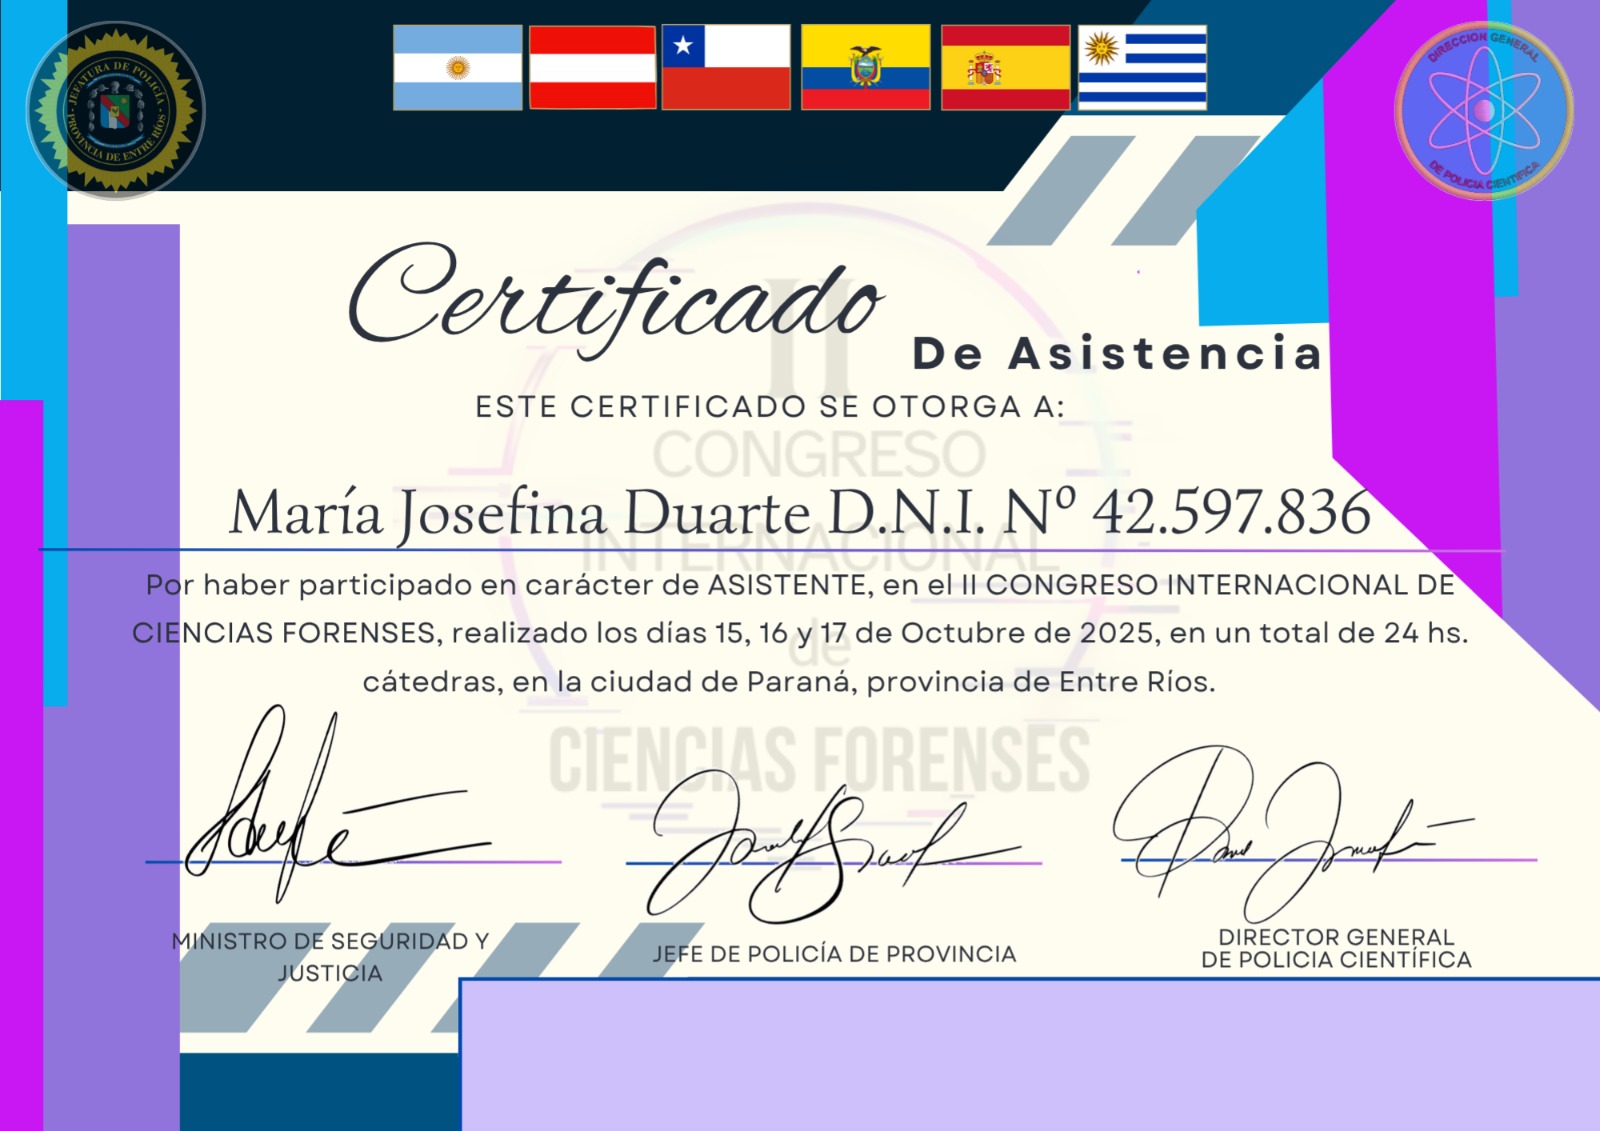 JEFATURA DE POLICÍA
PROVINCIA DE ENTRE RÍOS
DIRECCION GENERAL
DE POLICIA CIENTIFICA
Certificado
De Asistencia
ESTE CERTIFICADO SE OTORGA A:
María Josefina Duarte D.N.I. Nº 42.597.836
Por haber participado en carácter de ASISTENTE, en el II CONGRESO INTERNACIONAL DE
CIENCIAS FORENSES, realizado los días 15, 16 y 17 de Octubre de 2025, en un total de 24 hs.
cátedras, en la ciudad de Paraná, provincia de Entre Ríos.
II
CONGRESO
INTERNACIONAL
de
CIENCIAS FORENSES
MINISTRO DE SEGURIDAD Y
JUSTICIA
JEFE DE POLICÍA DE PROVINCIA
DIRECTOR GENERAL
DE POLICIA CIENTÍFICA